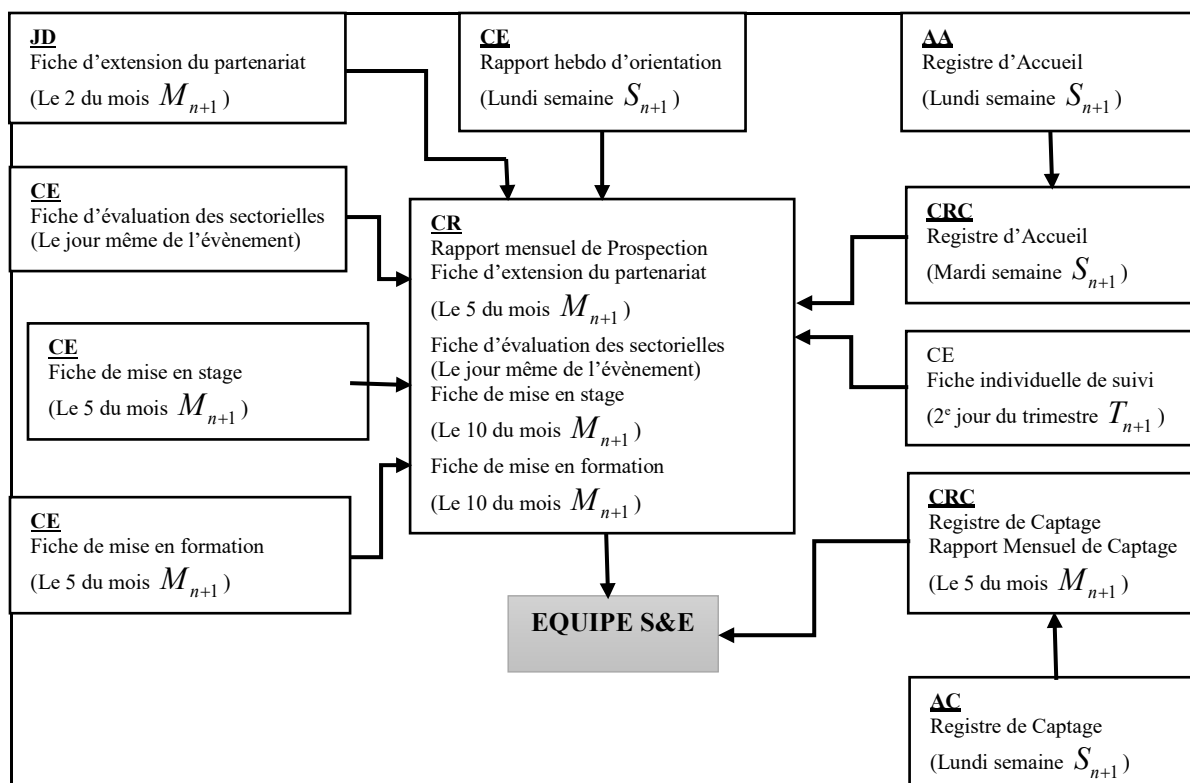 JD
Fiche d’extension du partenariat
(Le 2 du mois M_{n+1})
CE
Rapport hebdo d’orientation
(Lundi semaine S_{n+1})
AA
Registre d’Accueil
(Lundi semaine S_{n+1})
CE
Fiche d’évaluation des sectorielles
(Le jour même de l’évènement)
CR
Rapport mensuel de Prospection
Fiche d’extension du partenariat
(Le 5 du mois M_{n+1})
Fiche d’évaluation des sectorielles
(Le jour même de l’évènement)
Fiche de mise en stage
(Le 10 du mois M_{n+1})
Fiche de mise en formation
(Le 10 du mois M_{n+1})
CRC
Registre d’Accueil
(Mardi semaine S_{n+1})
CE
Fiche de mise en stage
(Le 5 du mois M_{n+1})
CE
Fiche individuelle de suivi
(2e jour du trimestre T_{n+1})
CE
Fiche de mise en formation
(Le 5 du mois M_{n+1})
CRC
Registre de Captage
Rapport Mensuel de Captage
(Le 5 du mois M_{n+1})
EQUIPE S&E
AC
Registre de Captage
(Lundi semaine S_{n+1})